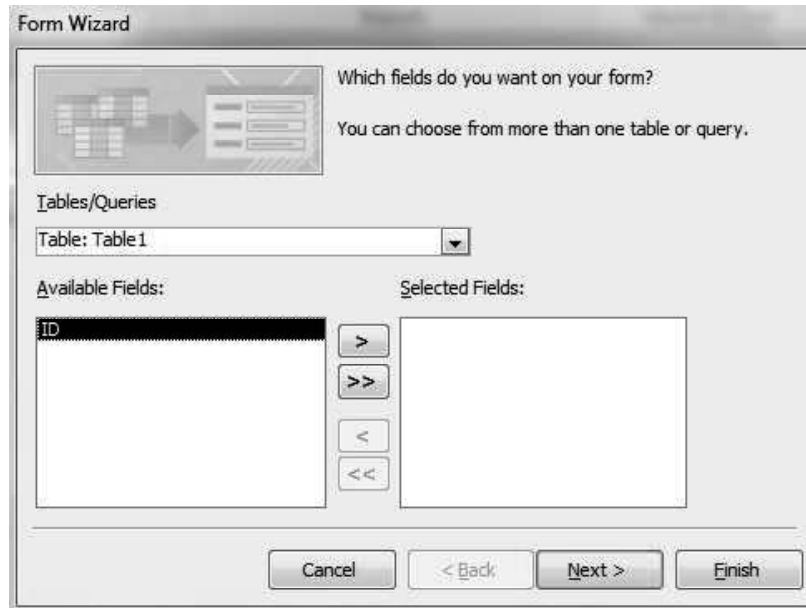 Form Wizard
Which fields do you want on your form?
You can choose from more than one table or query.
Tables/Queries
Table: Table1
Available Fields:
Selected Fields:
ID
>
>>
<
<<
Cancel
< Back
Next >
Finish